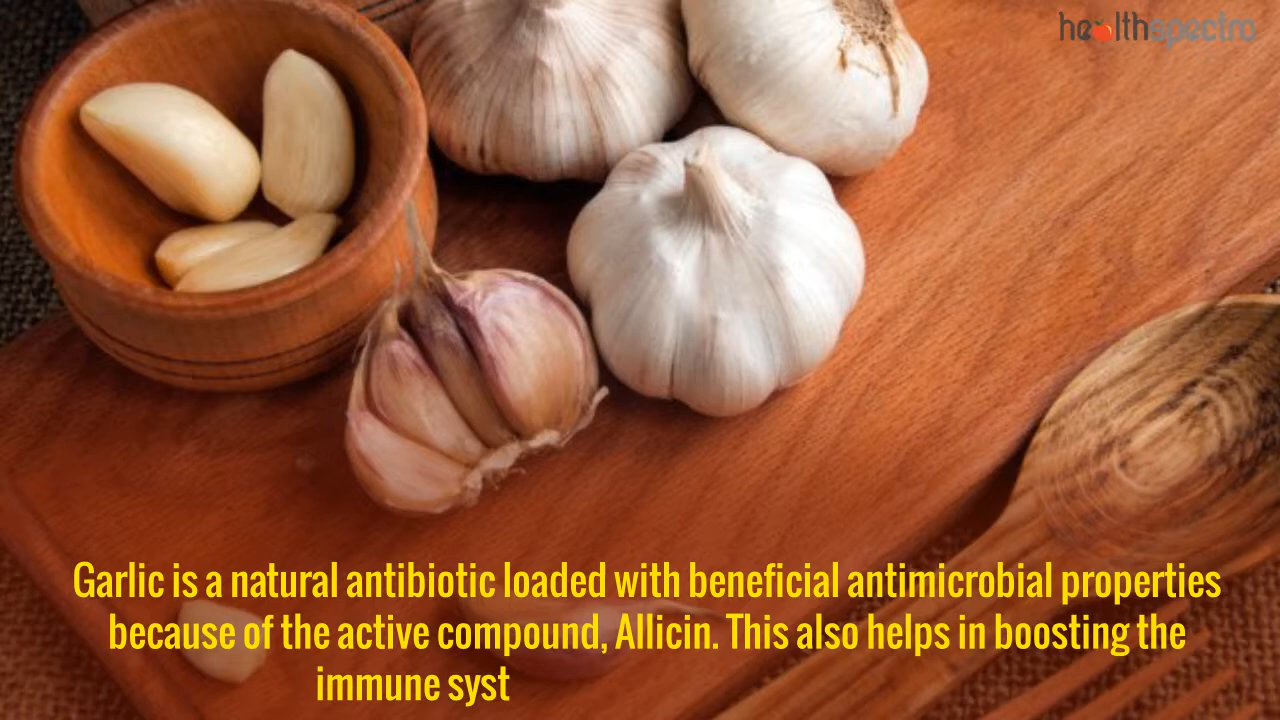 healthspectra
Garlic is a natural antibiotic loaded with beneficial antimicrobial properties
because of the active compound, Allicin. This also helps in boosting the
immune syst